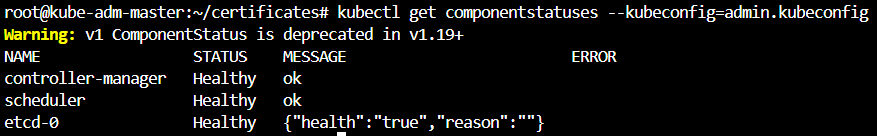 root@kube-adm-master:~/certificates# kubectl get componentstatuses --kubeconfig=admin.kubeconfig
Warning: v1 ComponentStatus is deprecated in v1.19+
NAME                 STATUS    MESSAGE                         ERROR
controller-manager   Healthy   ok
scheduler            Healthy   ok
etcd-0               Healthy   {"health":"true","reason":""}